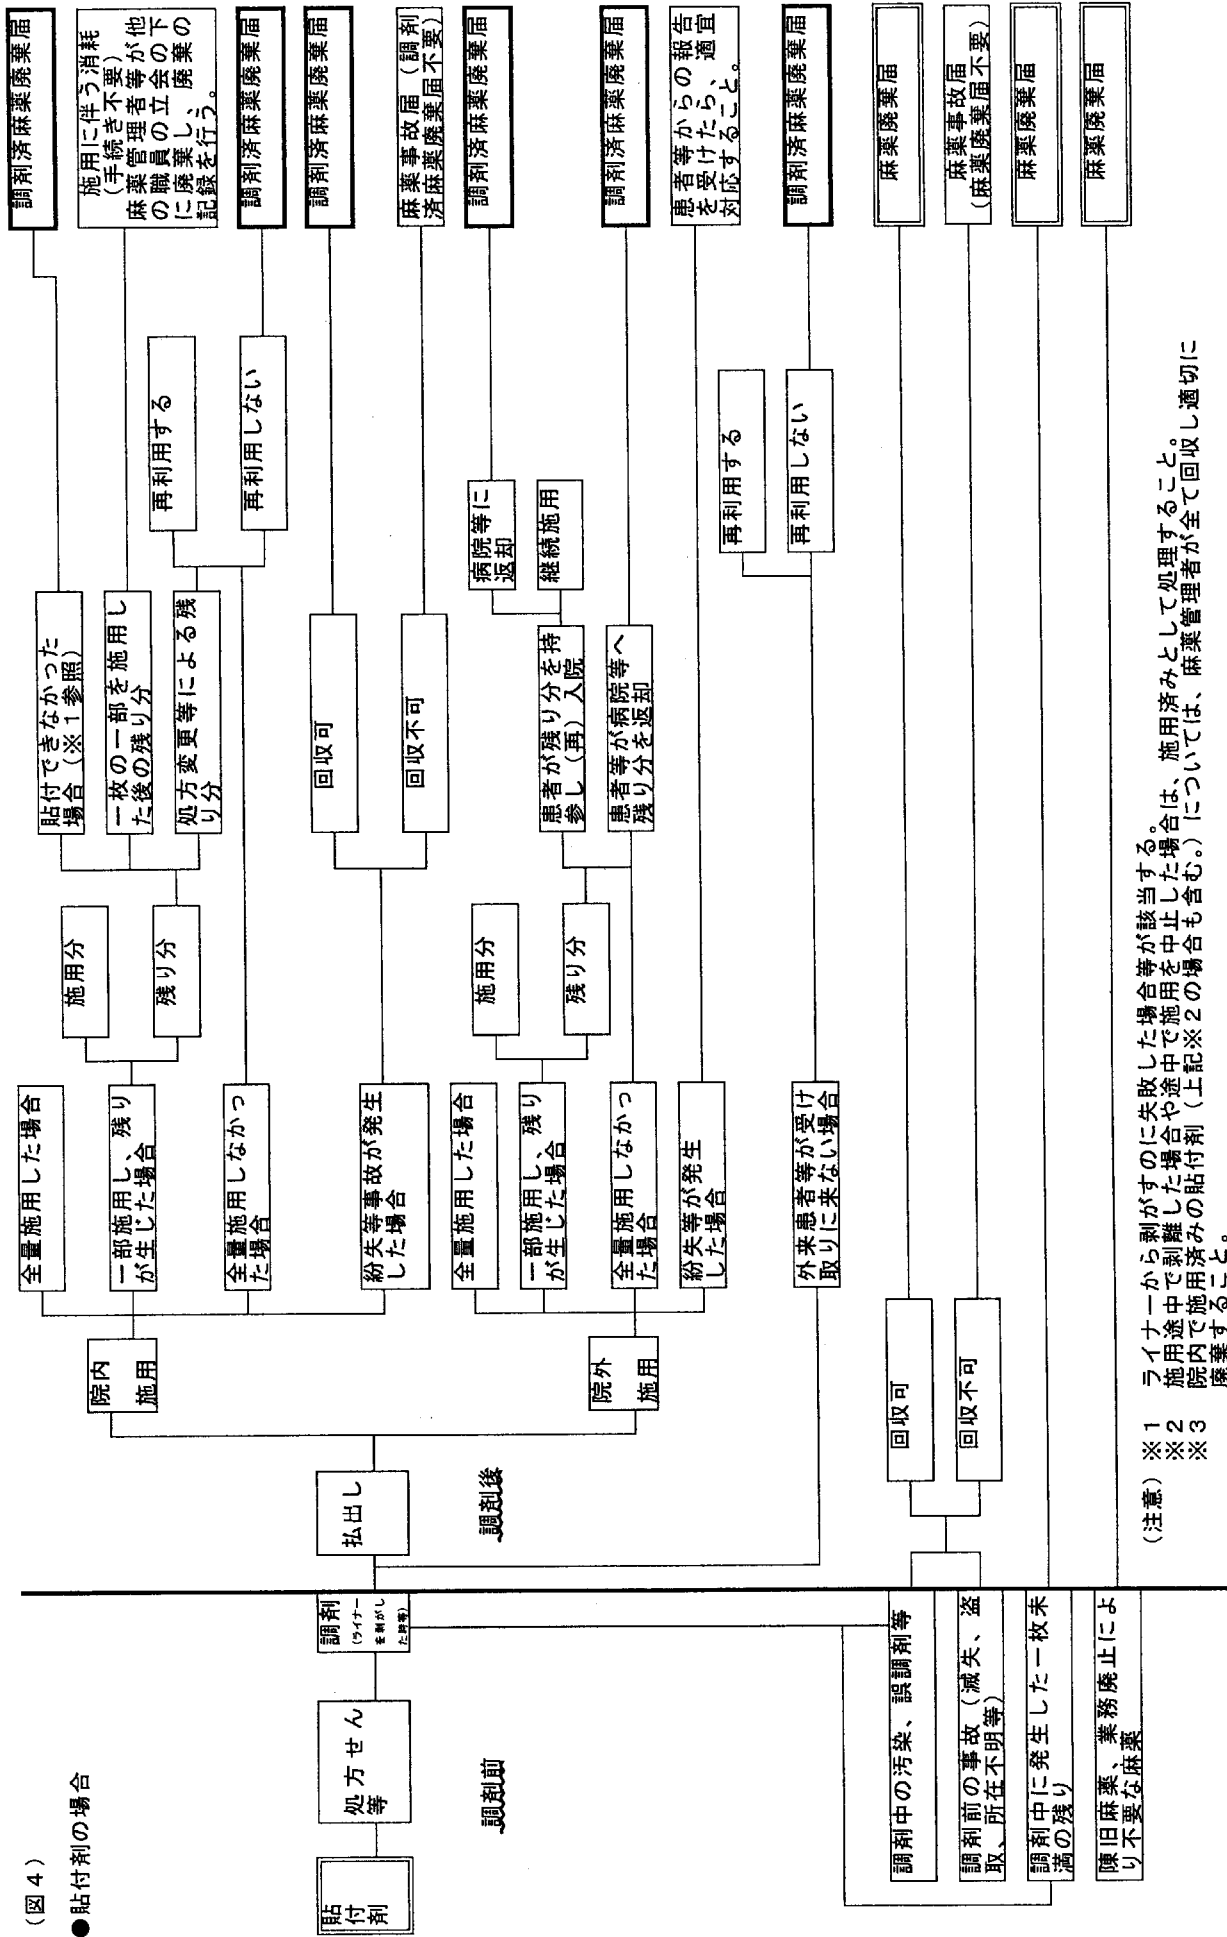 (図4)
●貼付剤の場合
貼付
剤
処方せん
等
調剤
(ライナー
を剥がし
た時等)
払出し
調剤前
調剤後
院内
施用
全量施用した場合
一部施用し、残り
が生じた場合
施用分
残り分
貼付できなかった
場合(※1参照)
調剤済麻薬廃棄届
一枚の一部を施用し
た後の残り分
施用に伴う消耗
(手続き不要)
麻薬管理者等が他
の職員の立会の下
に廃棄し、廃棄の
記録を行う。
処方変更等による残
り分
再利用する
再利用しない
調剤済麻薬廃棄届
全量施用しなかっ
た場合
紛失等事故が発生
した場合
回収可
調剤済麻薬廃棄届
回収不可
麻薬事故届(調剤
済麻薬廃棄届不要)
院外
施用
全量施用した場合
一部施用し、残り
が生じた場合
施用分
残り分
患者が残り分を持
参し(再)入院
病院等に
返却
調剤済麻薬廃棄届
継続施用
患者等が病院等へ
残り分を返却
調剤済麻薬廃棄届
全量施用しなかっ
た場合
紛失等が発生
した場合
患者等からの報告
を受けたら、適宜
対応すること。
外来患者等が受け
取りに来ない場合
再利用する
再利用しない
調剤済麻薬廃棄届
調剤中の汚染、誤調剤等
調剤前の事故(滅失、盗
取、所在不明等)
回収可
麻薬廃棄届
回収不可
麻薬事故届
(麻薬廃棄届不要)
調剤中に発生した一枚未
満の残り
麻薬廃棄届
陳旧麻薬、業務廃止によ
り不要な麻薬
麻薬廃棄届
(注意) ※1 ライナーから剥がすのに失敗した場合等が該当する。
※2 施用途中で剥離した場合や途中で施用を中止した場合は、施用済みとして処理すること。
※3 院内で施用済みの貼付剤(上記※2の場合も含む。)については、麻薬管理者が全て回収し適切に
廃棄すること。